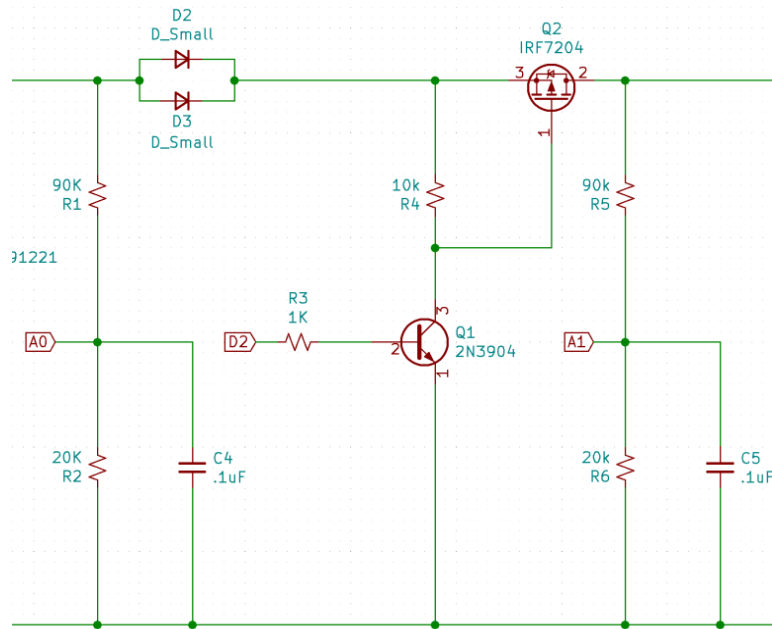 D2
D_Small
D3
D_Small
Q2
IRF7204
3
2
1
90K
R1
10k
R4
90k
R5
91221
A0
D2
R3
1K
2
3
1
Q1
2N3904
A1
20K
R2
C4
.1uF
20k
R6
C5
.1uF